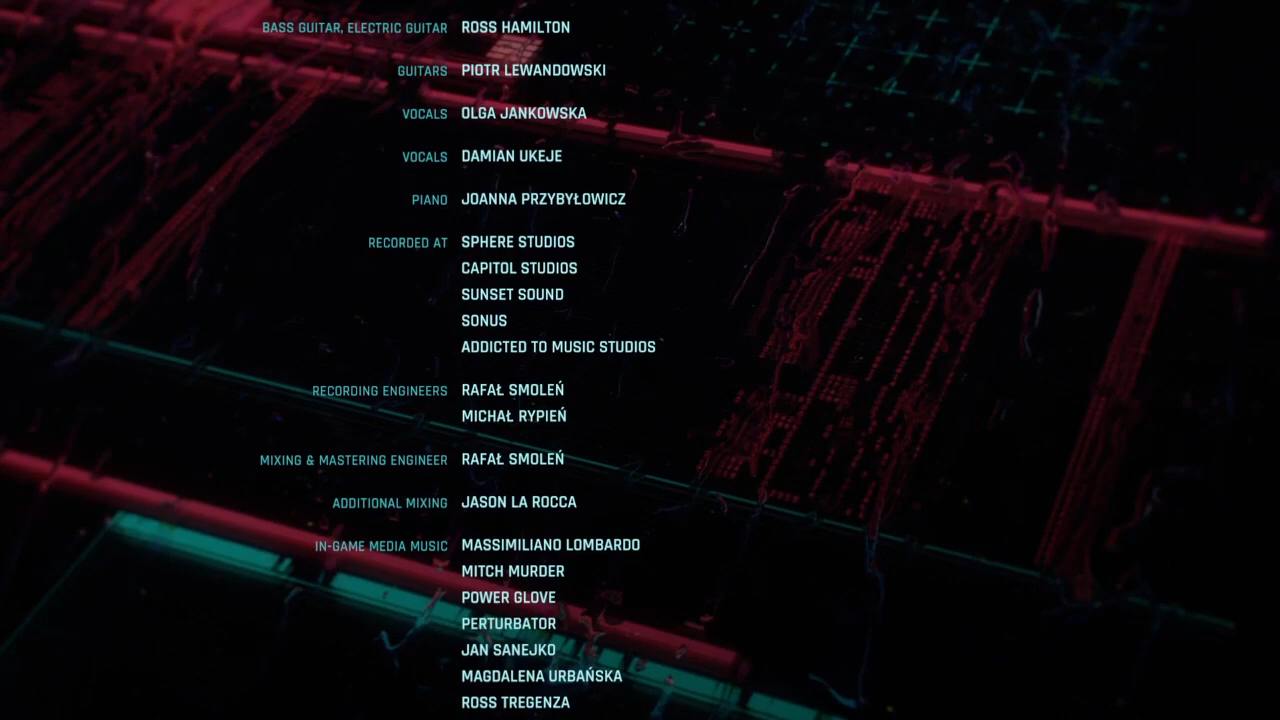 BASS GUITAR, ELECTRIC GUITAR ROSS HAMILTON
GUITARS PIOTR LEWANDOWSKI
VOCALS OLGA JANKOWSKA
VOCALS DAMIAN UKEJE
PIANO JOANNA PRZYBYŁOWICZ
RECORDED AT SPHERE STUDIOS
CAPITOL STUDIOS
SUNSET SOUND
SONUS
ADDICTED TO MUSIC STUDIOS
RECORDING ENGINEERS RAFAŁ SMOLEŃ
MICHAŁ RYPIEŃ
MIXING & MASTERING ENGINEER RAFAŁ SMOLEŃ
ADDITIONAL MIXING JASON LA ROCCA
IN-GAME MEDIA MUSIC MASSIMILIANO LOMBARDO
MITCH MURDER
POWER GLOVE
PERTURBATOR
JAN SANEJKO
MAGDALENA URBAŃSKA
ROSS TREGENZA